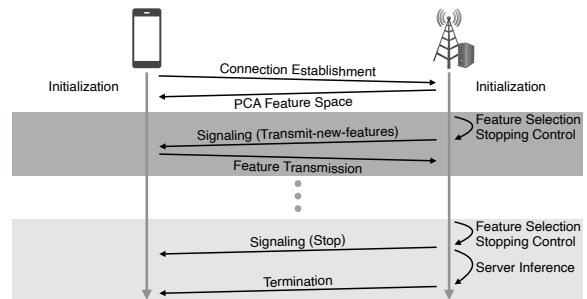 Connection Establishment
Initialization
Initialization
PCA Feature Space
Feature Selection
Stopping Control
Signaling (Transmit-new-features)
Feature Transmission
Feature Selection
Stopping Control
Signaling (Stop)
Server Inference
Termination